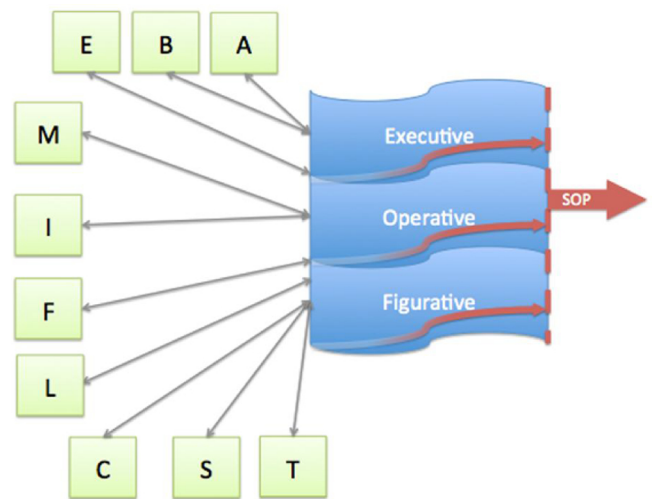 E B A
M
Executive
I
Operative
SOP
F
Figurative
L
C S T